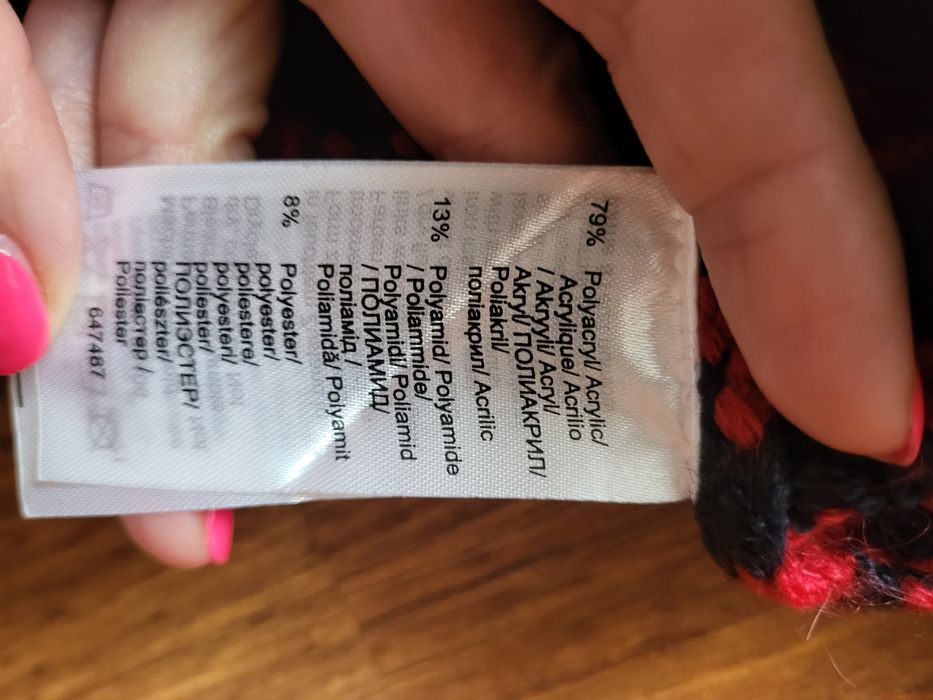 79% Polyacryl/ Acrylic/
Acrylique/ Acrilio
/ Akryyli/ Acryl/
Akryl/ ПОЛИАКРИЛ/
Poliakril/
поліакрил/ Acrilic
13% Polyamid/ Polyamide
/ Poliammide/
Polyamidi/ Poliamid
/ ПОЛИАМИД/
поліамід /
Poliamidă/ Polyamit
8% Polyester/
polyester/
poliestere/
polyesteri/
poliester/
ПОЛИЭСТЕР/
poliészter/
поліестер /
Poliester
647487